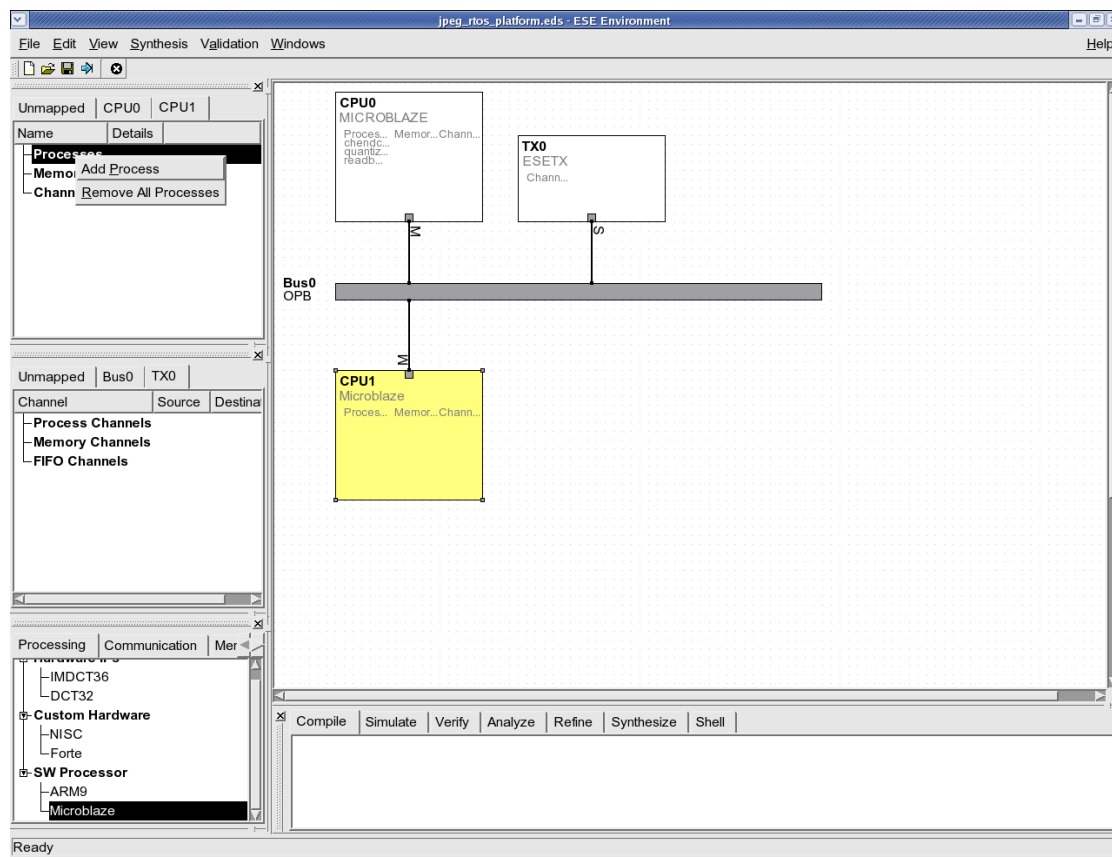 jpeg_rtos_platform.eds - ESE Environment
File Edit View Synthesis Validation Windows Help
Unmapped CPU0 CPU1
Name Details
Processes
Add Process
Remove All Processes
Unmapped Bus0 TX0
Channel Source Destina
Process Channels
Memory Channels
FIFO Channels
Processing Communication Mer
IMDCT36
DCT32
Custom Hardware
NISC
Forte
SW Processor
ARM9
Microblaze
CPU0
MICROBLAZE
Proces... Memor... Chann...
chendc...
quantiz...
readb...
M
TX0
ESETX
Chann...
S
Bus0
OPB
M
CPU1
Microblaze
Proces... Memor... Chann...
Compile Simulate Verify Analyze Refine Synthesize Shell
Ready